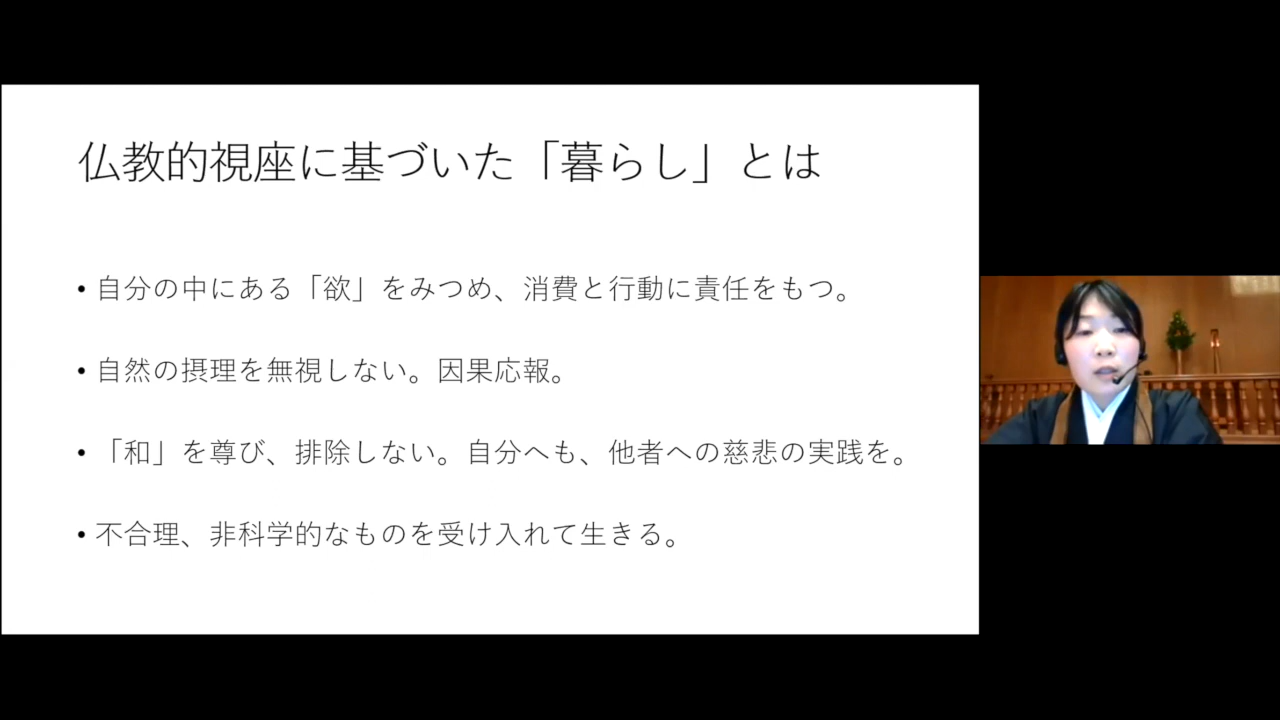 仏教的視座に基づいた「暮らし」とは
• 自分の中にある「欲」をみつめ、消費と行動に責任をもつ。
• 自然の摂理を無視しない。因果応報。
• 「和」を尊び、排除しない。自分へも、他者への慈悲の実践を。
• 不合理、非科学的なものを受け入れて生きる。